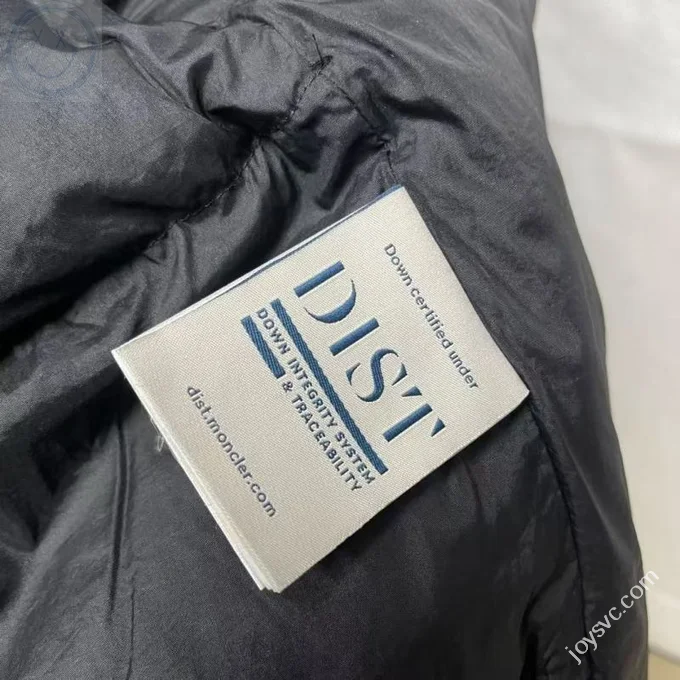 Down certified under
DIST
DOWN INTEGRITY SYSTEM
& TRACEABILITY
dist.moncler.com
joysvc.com